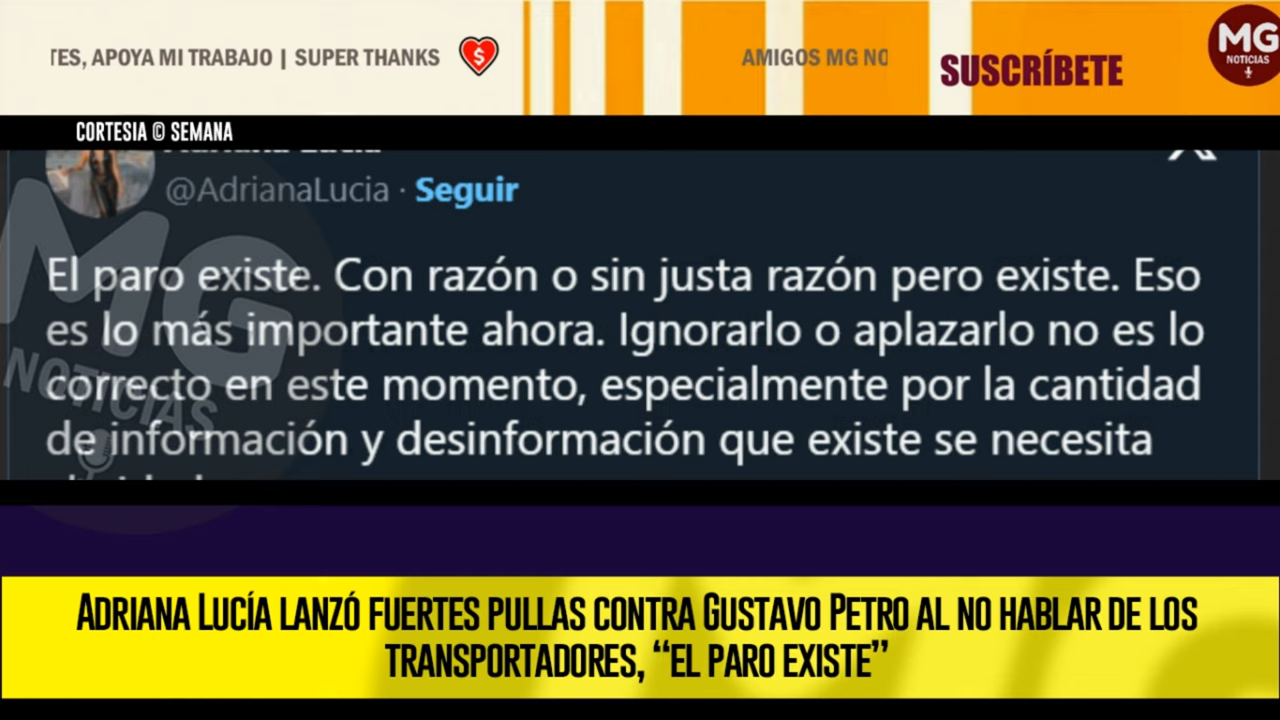 TES, APOYA MI TRABAJO | SUPER THANKS
AMIGOS MG NO
SUSCRÍBETE
MG
NOTICIAS
CORTESIA © SEMANA
@AdrianaLucia · Seguir
El paro existe. Con razón o sin justa razón pero existe. Eso
es lo más importante ahora. Ignorarlo o aplazarlo no es lo
correcto en este momento, especialmente por la cantidad
de información y desinformación que existe se necesita
MG
NOTICIAS
ADRIANA LUCÍA LANZÓ FUERTES PULLAS CONTRA GUSTAVO PETRO AL NO HABLAR DE LOS
TRANSPORTADORES, “EL PARO EXISTE”